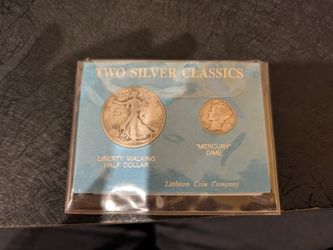 TWO SILVER CLASSICS
LIBERTY WALKING
HALF DOLLAR
"MERCURY"
DIME
Littleton Coin Company